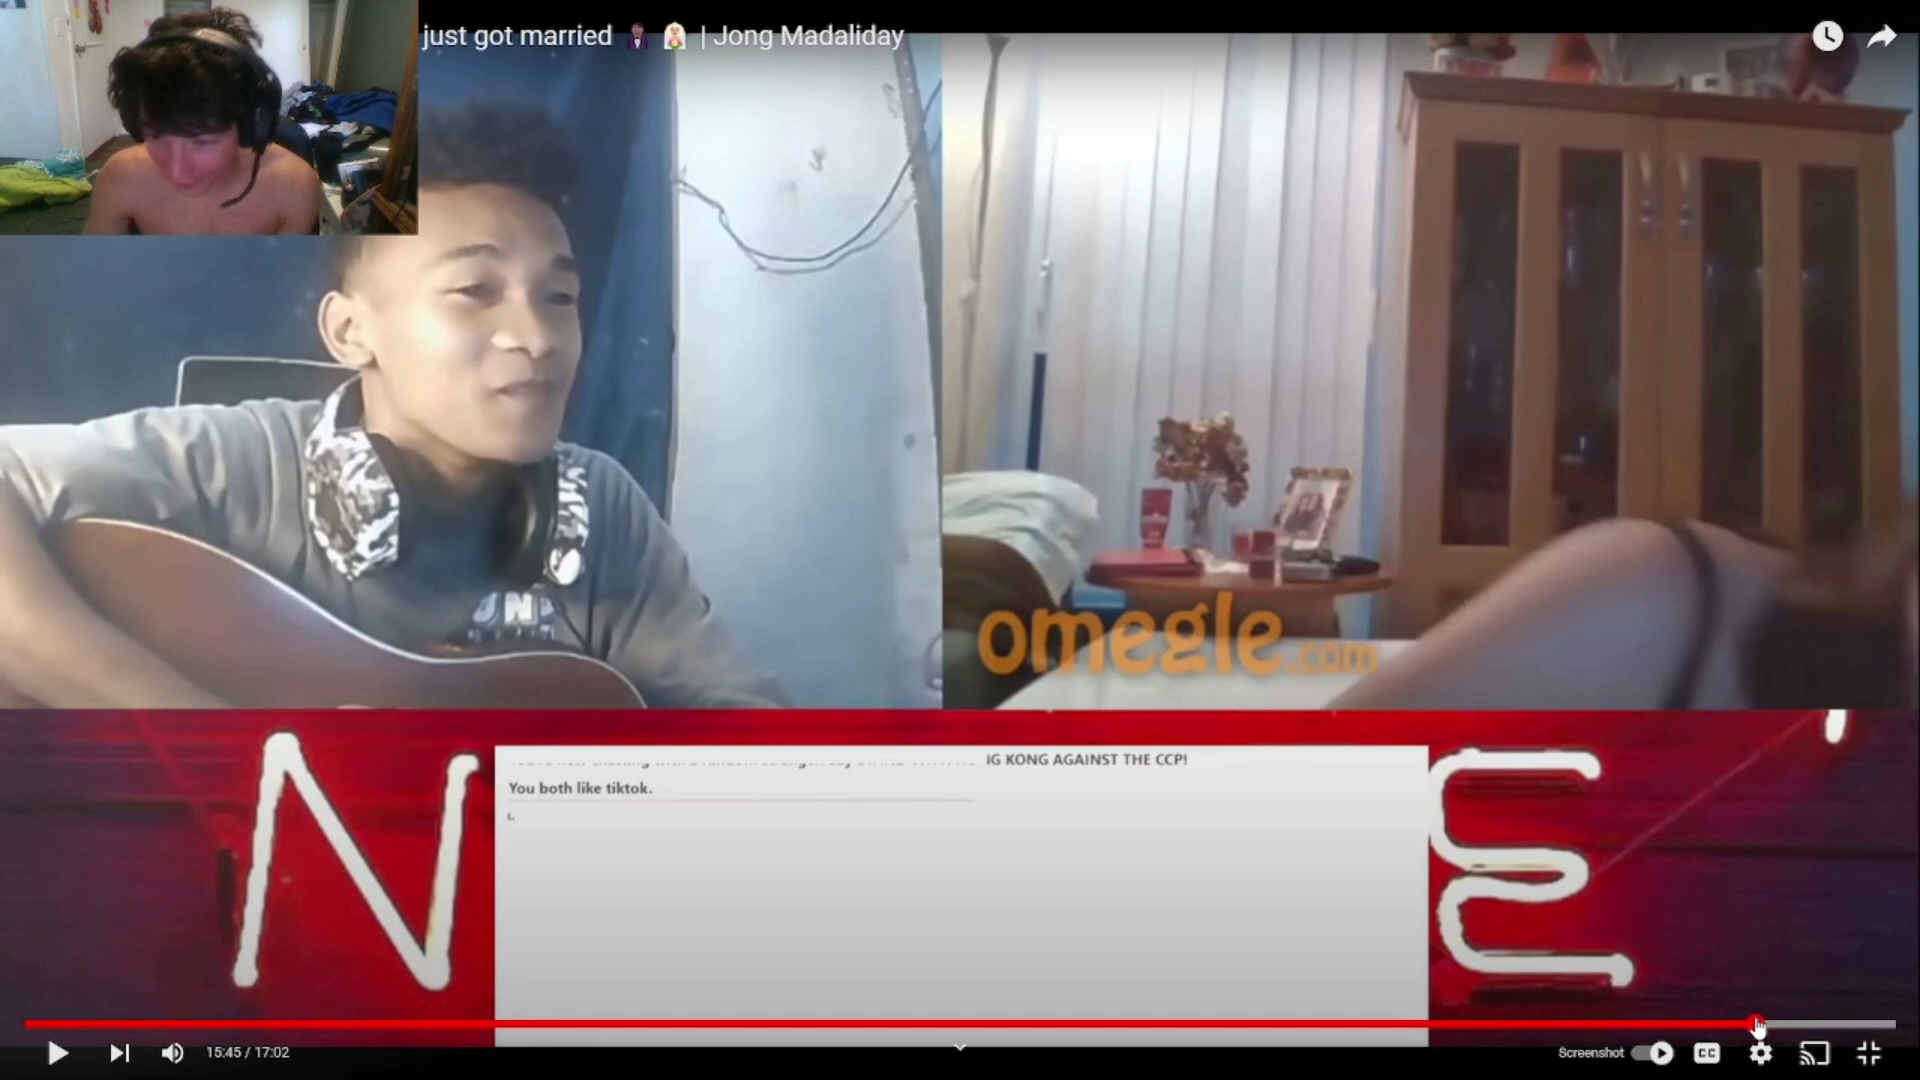 just got married | Jong Madaliday
omegle.com
IG KONG AGAINST THE CCP!
You both like tiktok.
N E
15:45 / 17:02
Screenshot
CC